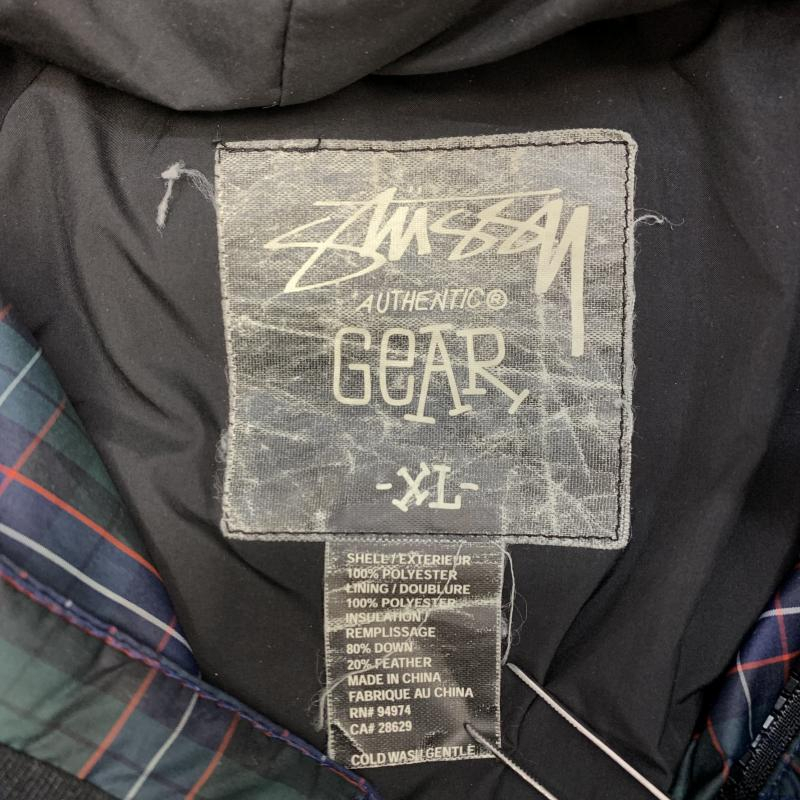 Stüssy
AUTHENTIC®
GEAR
-XL-
SHELL / EXTERIEUR
100% POLYESTER
LINING / DOUBLURE
100% POLYESTER
INSULATION/
REMPLISSAGE
80% DOWN
20% FEATHER
MADE IN CHINA
FABRIQUE AU CHINA
RN# 94974
CA# 28629
COLD WASH,GENTLE